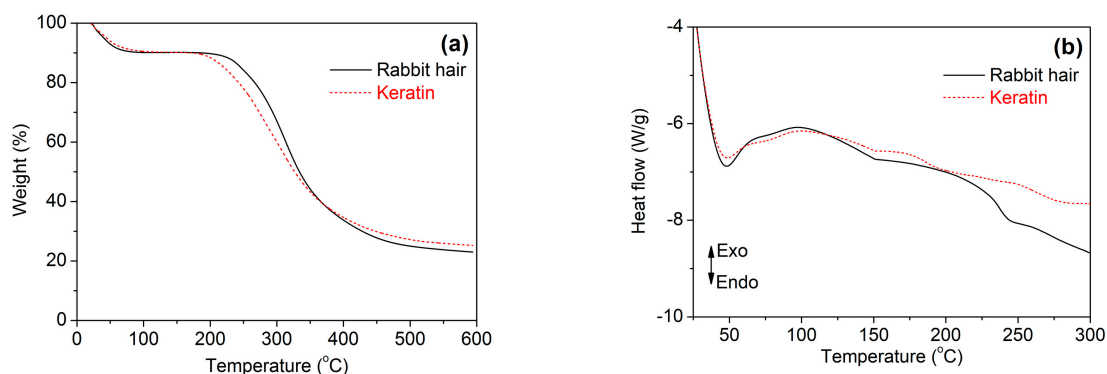 (a)
Rabbit hair
Keratin
Weight (%)
100
80
60
40
20
0
0 100 200 300 400 500 600
Temperature (°C)
(b)
Rabbit hair
Keratin
Heat flow (W/g)
-4
-6
-8
-10
Exo
Endo
50 100 150 200 250 300
Temperature (°C)